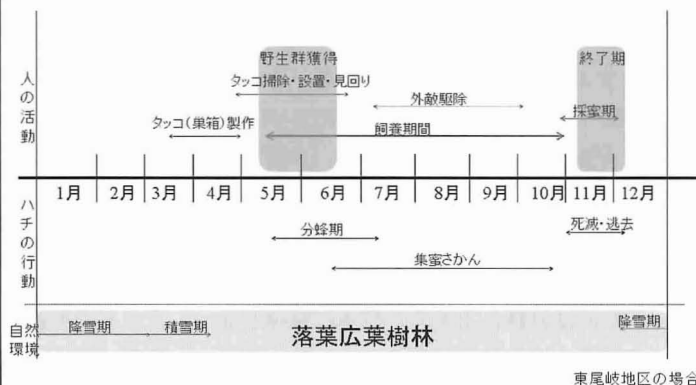 人の活動
野生群獲得
終了期
タッコ掃除・設置・見回り
外敵駆除
採蜜期
タッコ(巣箱)製作
飼養期間
1月 2月 3月 4月 5月 6月 7月 8月 9月 10月 11月 12月
ハチの行動
分蜂期
死滅・逃去
集蜜さかん
自然環境
降雪期
積雪期
落葉広葉樹林
降雪期
東尾岐地区の場合